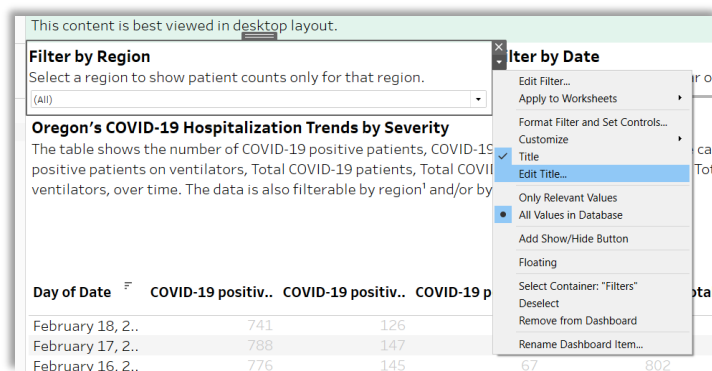 This content is best viewed in desktop layout.
Filter by Region
Select a region to show patient counts only for that region.
(All)
ilter by Date
Oregon's COVID-19 Hospitalization Trends by Severity
The table shows the number of COVID-19 positive patients, COVID-19
positive patients on ventilators, Total COVID-19 patients, Total COVI
ventilators, over time. The data is also filterable by region¹ and/or by
Edit Filter...
Apply to Worksheets
Format Filter and Set Controls...
Customize
Title
Edit Title...
Only Relevant Values
All Values in Database
Add Show/Hide Button
Floating
Select Container: "Filters"
Deselect
Remove from Dashboard
Rename Dashboard Item...
Day of Date COVID-19 positiv.. COVID-19 positiv.. COVID-19 p
February 18, 2.. 741 126
February 17, 2.. 788 147
February 16, 2.. 776 145 67 802